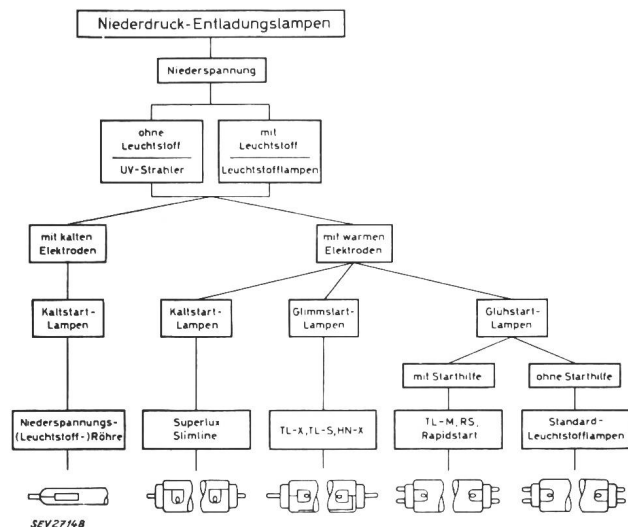 Niederdruck-Entladungslampen
Niederspannung
ohne
Leuchtstoff
UV-Strahler
mit
Leuchtstoff
Leuchtstofflampen
mit kalten
Elektroden
mit warmen
Elektroden
Kaltstart-
Lampen
Kaltstart-
Lampen
Glimmstart-
Lampen
Gluhstart-
Lampen
mit Starthilfe
ohne Starthilfe
Niederspannungs-
(Leuchtstoff-)Röhre
Superlux
Slimline
TL-X, TL-S, HN-X
TL-M, RS,
Rapidstart
Standard-
Leuchtstofflampen
SEV27148